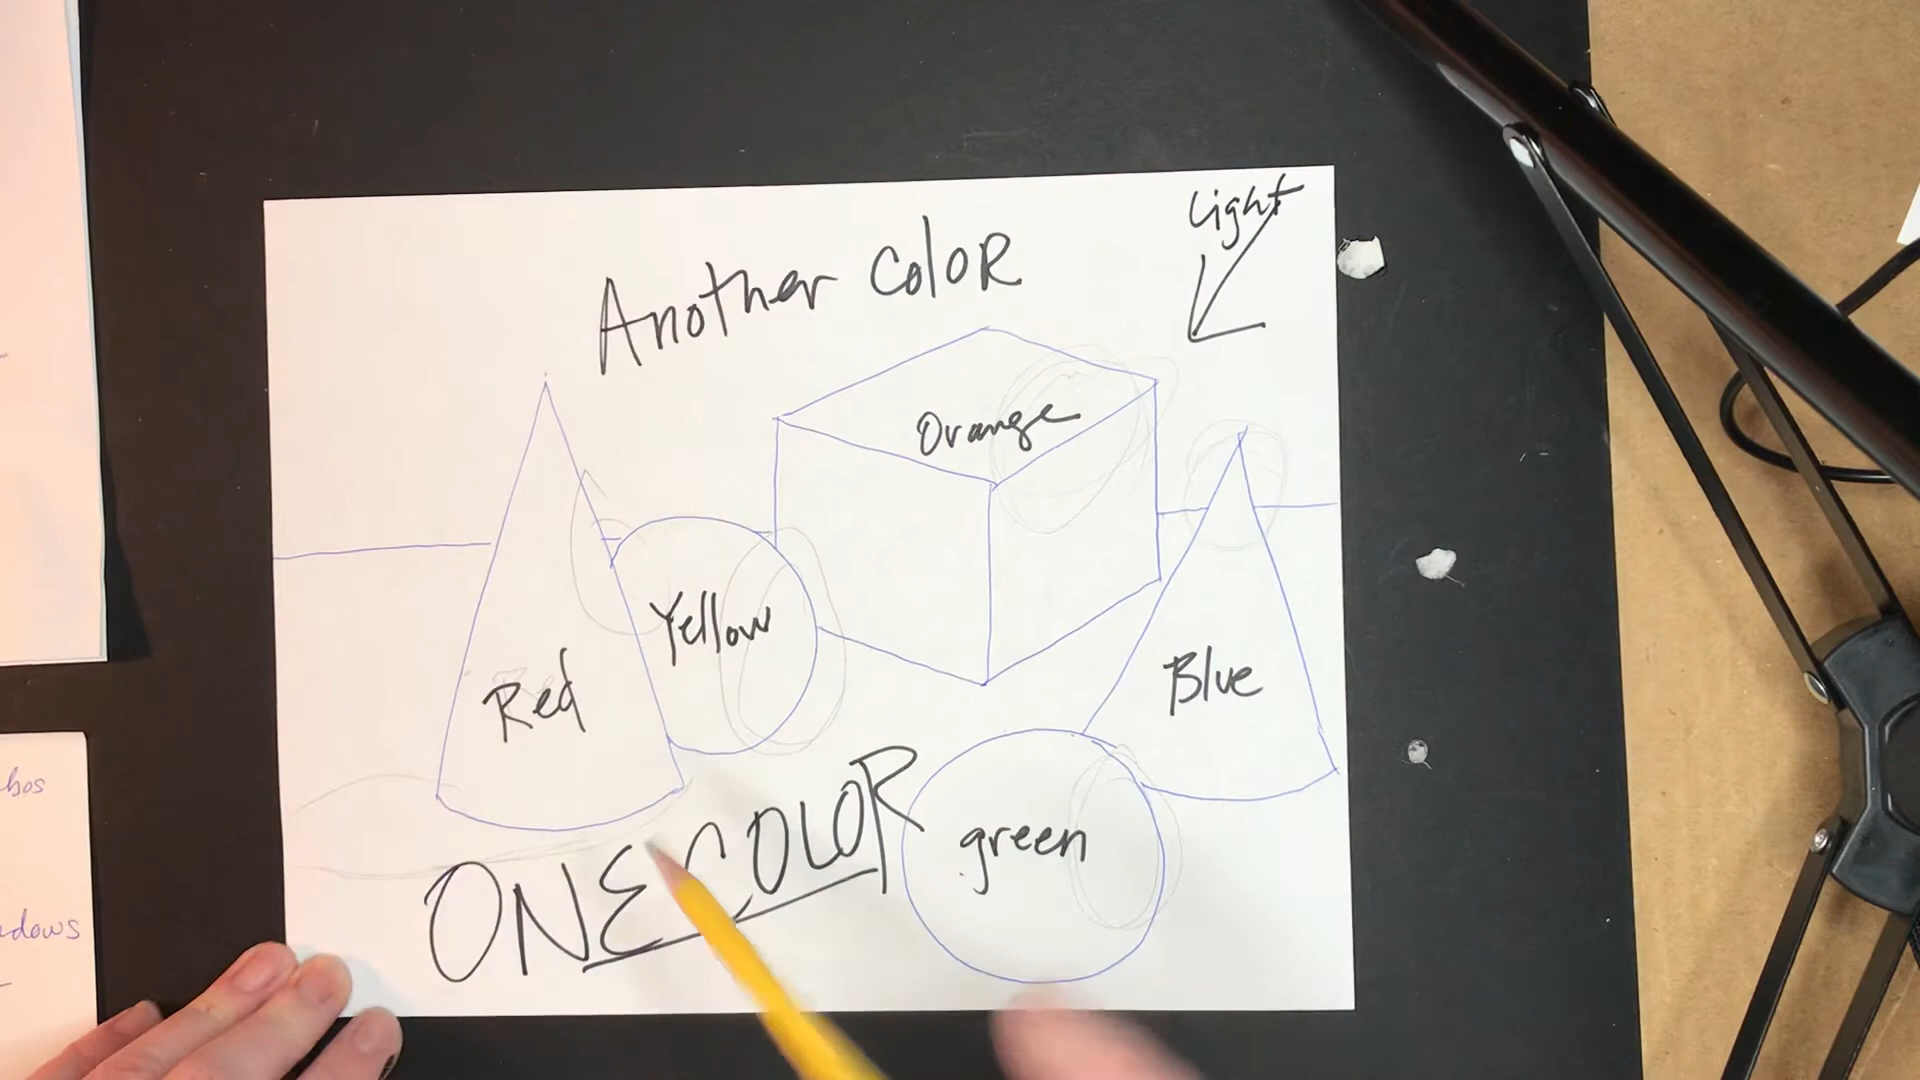 Light
Another Color
Orange
Yellow
Red
Blue
ONE COLOR
green
bos
dows